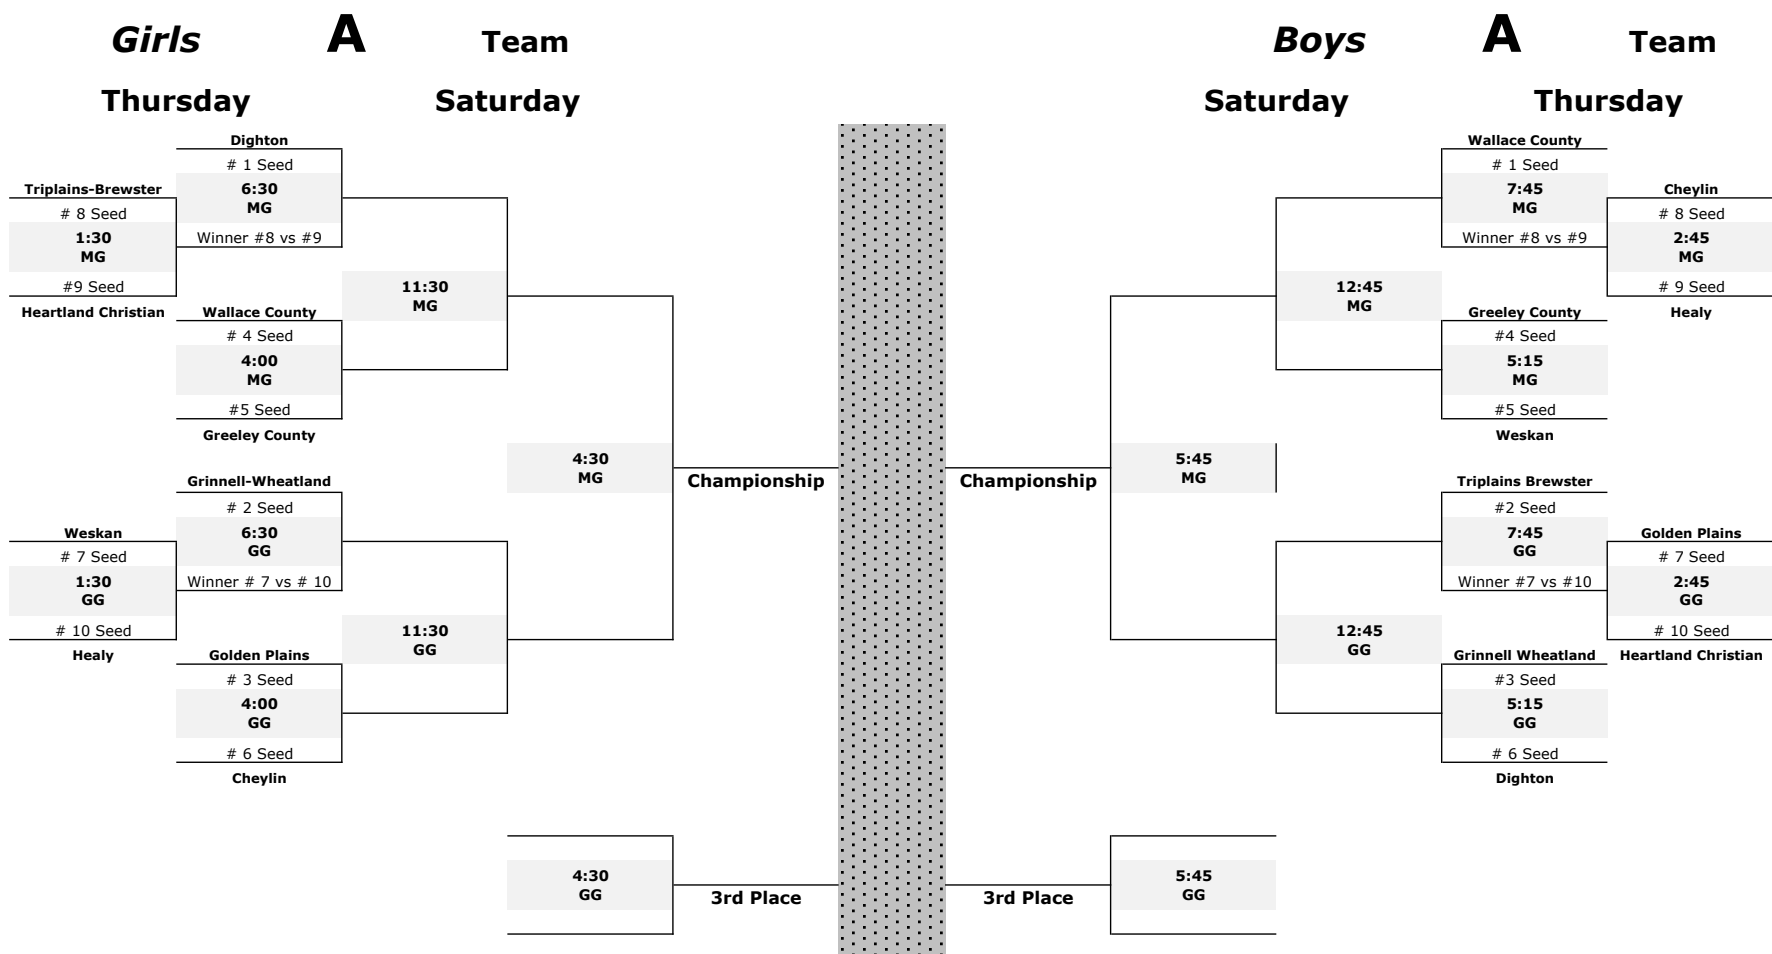 Girls A Team
Thursday Saturday
Dighton
# 1 Seed
6:30
MG
Winner #8 vs #9
Triplains-Brewster
# 8 Seed
1:30
MG
#9 Seed
Heartland Christian
Wallace County
# 4 Seed
4:00
MG
#5 Seed
Greeley County
11:30
MG
Grinnell-Wheatland
# 2 Seed
6:30
GG
Winner # 7 vs # 10
Weskan
# 7 Seed
1:30
GG
# 10 Seed
Healy
Golden Plains
# 3 Seed
4:00
GG
# 6 Seed
Cheylin
11:30
GG
4:30
MG
Championship
4:30
GG
3rd Place
Boys A Team
Saturday Thursday
Wallace County
# 1 Seed
7:45
MG
Winner #8 vs #9
Cheylin
# 8 Seed
2:45
MG
# 9 Seed
Healy
12:45
MG
Greeley County
#4 Seed
5:15
MG
#5 Seed
Weskan
Triplains Brewster
#2 Seed
7:45
GG
Winner #7 vs #10
Golden Plains
# 7 Seed
2:45
GG
# 10 Seed
Heartland Christian
12:45
GG
Grinnell Wheatland
#3 Seed
5:15
GG
# 6 Seed
Dighton
5:45
MG
Championship
5:45
GG
3rd Place